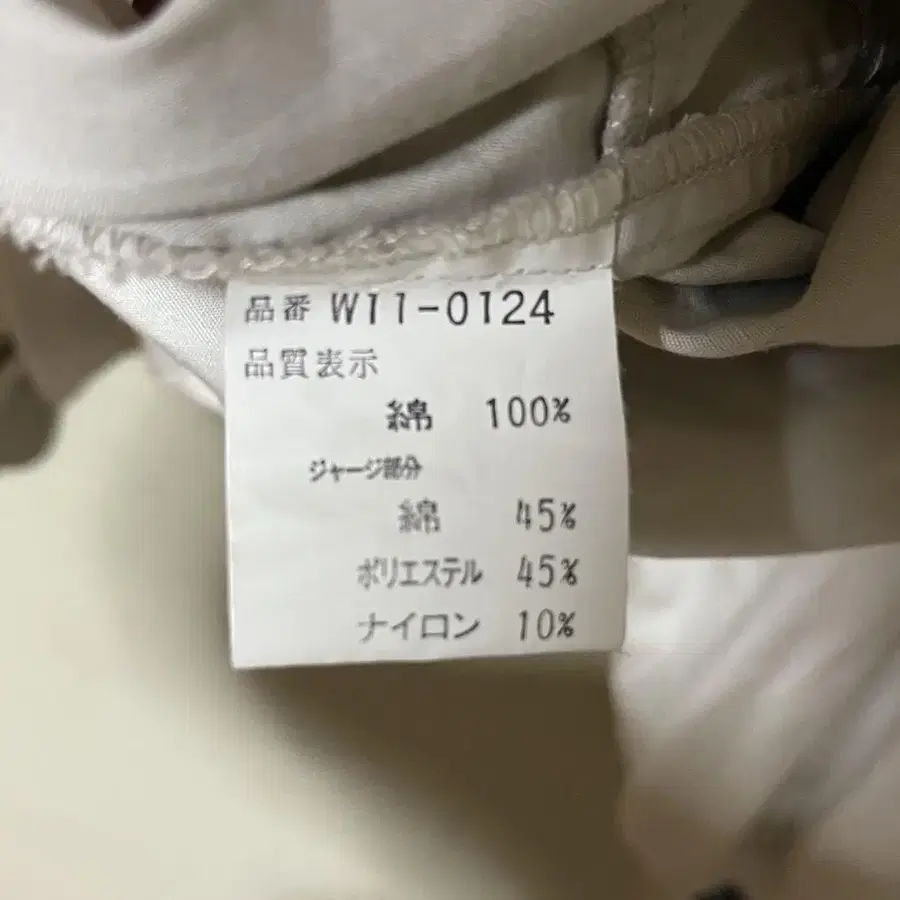 品番 W11-0124
品質表示
綿 100%
ジャージ部分
綿 45%
ポリエステル 45%
ナイロン 10%